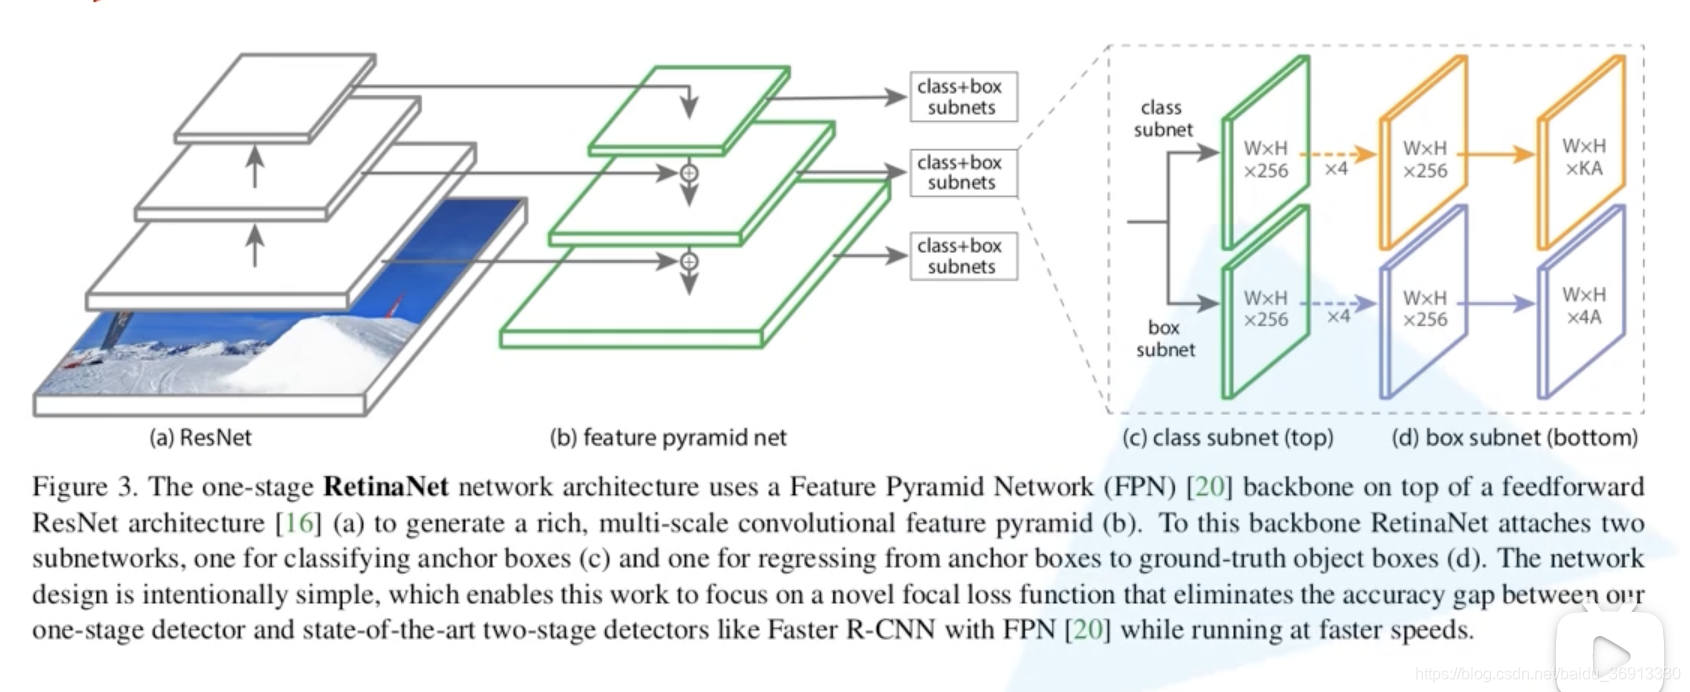 class+box
subnets
class+box
subnets
class+box
subnets
class
subnet
W×H
×256
×4
W×H
×256
W×H
×KA
box
subnet
W×H
×256
×4
W×H
×256
W×H
×4A
(a) ResNet
(b) feature pyramid net
(c) class subnet (top)
(d) box subnet (bottom)
Figure 3. The one-stage RetinaNet network architecture uses a Feature Pyramid Network (FPN) [20] backbone on top of a feedforward
ResNet architecture [16] (a) to generate a rich, multi-scale convolutional feature pyramid (b). To this backbone RetinaNet attaches two
subnetworks, one for classifying anchor boxes (c) and one for regressing from anchor boxes to ground-truth object boxes (d). The network
design is intentionally simple, which enables this work to focus on a novel focal loss function that eliminates the accuracy gap between our
one-stage detector and state-of-the-art two-stage detectors like Faster R-CNN with FPN [20] while running at faster speeds.
https://blog.csdn.net/baidu_36913330